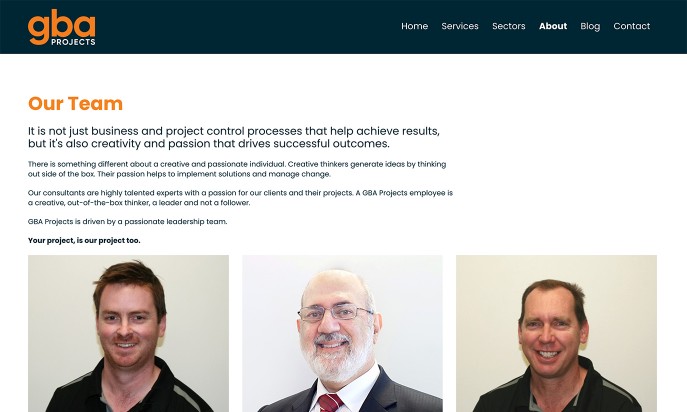 gba
PROJECTS
Home Services Sectors About Blog Contact
Our Team
It is not just business and project control processes that help achieve results,
but it's also creativity and passion that drives successful outcomes.
There is something different about a creative and passionate individual. Creative thinkers generate ideas by thinking
out side of the box. Their passion helps to implement solutions and manage change.
Our consultants are highly talented experts with a passion for our clients and their projects. A GBA Projects employee is
a creative, out-of-the-box thinker, a leader and not a follower.
GBA Projects is driven by a passionate leadership team.
Your project, is our project too.